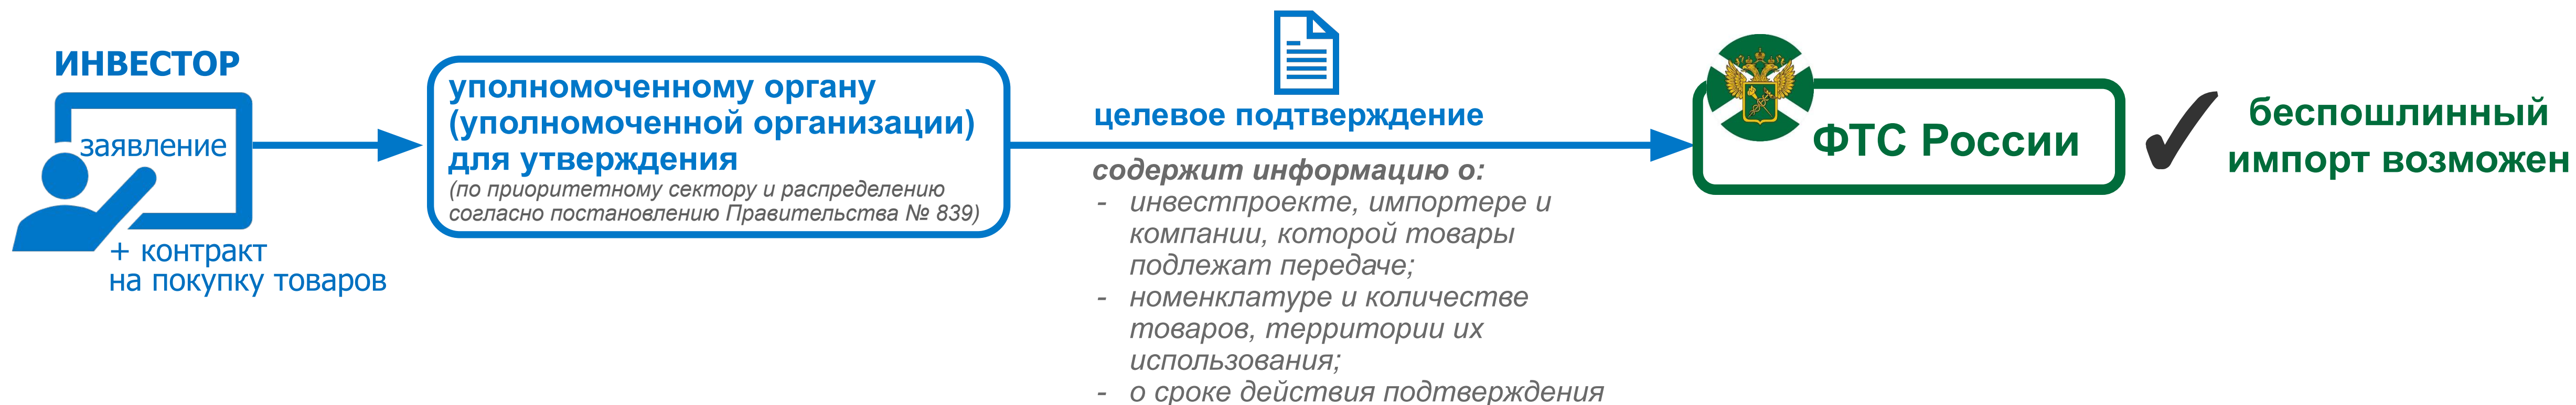 ИНВЕСТОР
заявление
+ контракт
на покупку товаров
уполномоченному органу
(уполномоченной организации)
для утверждения
(по приоритетному сектору и распределению
согласно постановлению Правительства № 839)
целевое подтверждение
содержит информацию о:
- инвестпроекте, импортере и
компании, которой товары
подлежат передаче;
- номенклатуре и количестве
товаров, территории их
использования;
- о сроке действия подтверждения
ФТС России
беспошлинный
импорт возможен